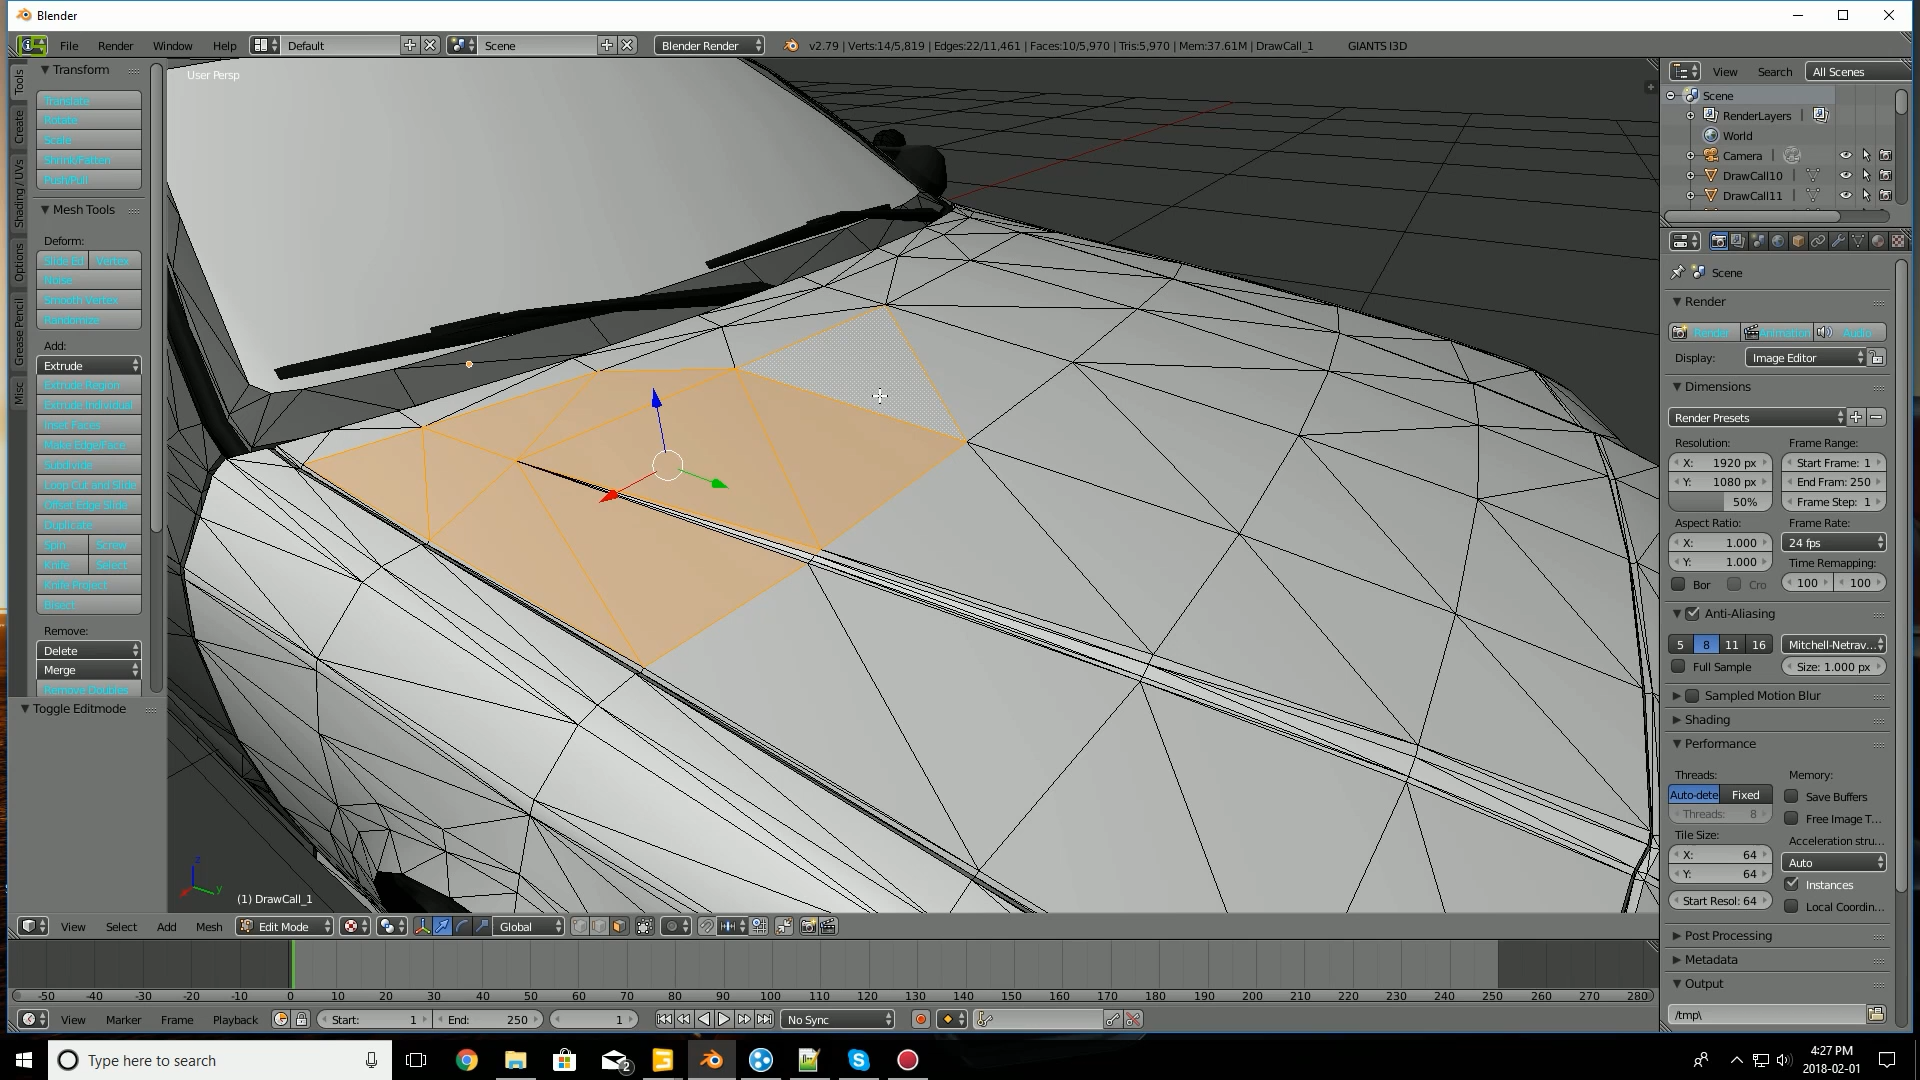 Blender
File Render Window Help Default Scene Blender Render v2.79 | Verts:14/5,819 | Edges:22/11,461 | Faces:10/5,970 | Tris:5,970 | Mem:37.61M | DrawCall_1 GIANTS I3D
Tools
Create
Shading / UVs
Options
Grease Pencil
Misc
Transform
Translate
Rotate
Scale
Shrink/Fatten
Push/Pull
Mesh Tools
Deform:
Slide Ed Vertex
Noise
Smooth Vertex
Randomize
Add:
Extrude
Extrude Region
Extrude Individual
Inset Faces
Make Edge/Face
Subdivide
Loop Cut and Slide
Offset Edge Slide
Duplicate
Spin Screw
Knife Select
Knife Project
Bisect
Remove:
Delete
Merge
Remove Doubles
Toggle Editmode
User Persp
z
y
(1) DrawCall_1
View Select Add Mesh Edit Mode Global
View Search All Scenes
Scene
RenderLayers
World
Camera
DrawCall10
DrawCall11
Scene
Render
Render Animation Audio
Display: Image Editor
Dimensions
Render Presets
Resolution: Frame Range:
X: 1920 px Start Frame: 1
Y: 1080 px End Fram: 250
50% Frame Step: 1
Aspect Ratio: Frame Rate:
X: 1.000 24 fps
Y: 1.000 Time Remapping:
Bor Cro 100 100
Anti-Aliasing
5 8 11 16 Mitchell-Netrav...
Full Sample Size: 1.000 px
Sampled Motion Blur
Shading
Performance
Threads: Memory:
Auto-dete Fixed Save Buffers
Threads: 8 Free Image T...
Tile Size: Acceleration stru...
X: 64 Auto
Y: 64 Instances
Start Resol: 64 Local Coordin...
Post Processing
Metadata
Output
/tmp\
-50 -40 -30 -20 -10 0 10 20 30 40 50 60 70 80 90 100 110 120 130 140 150 160 170 180 190 200 210 220 230 240 250 260 270 280
View Marker Frame Playback Start: 1 End: 250 1 No Sync
Type here to search 2 4:27 PM
2018-02-01